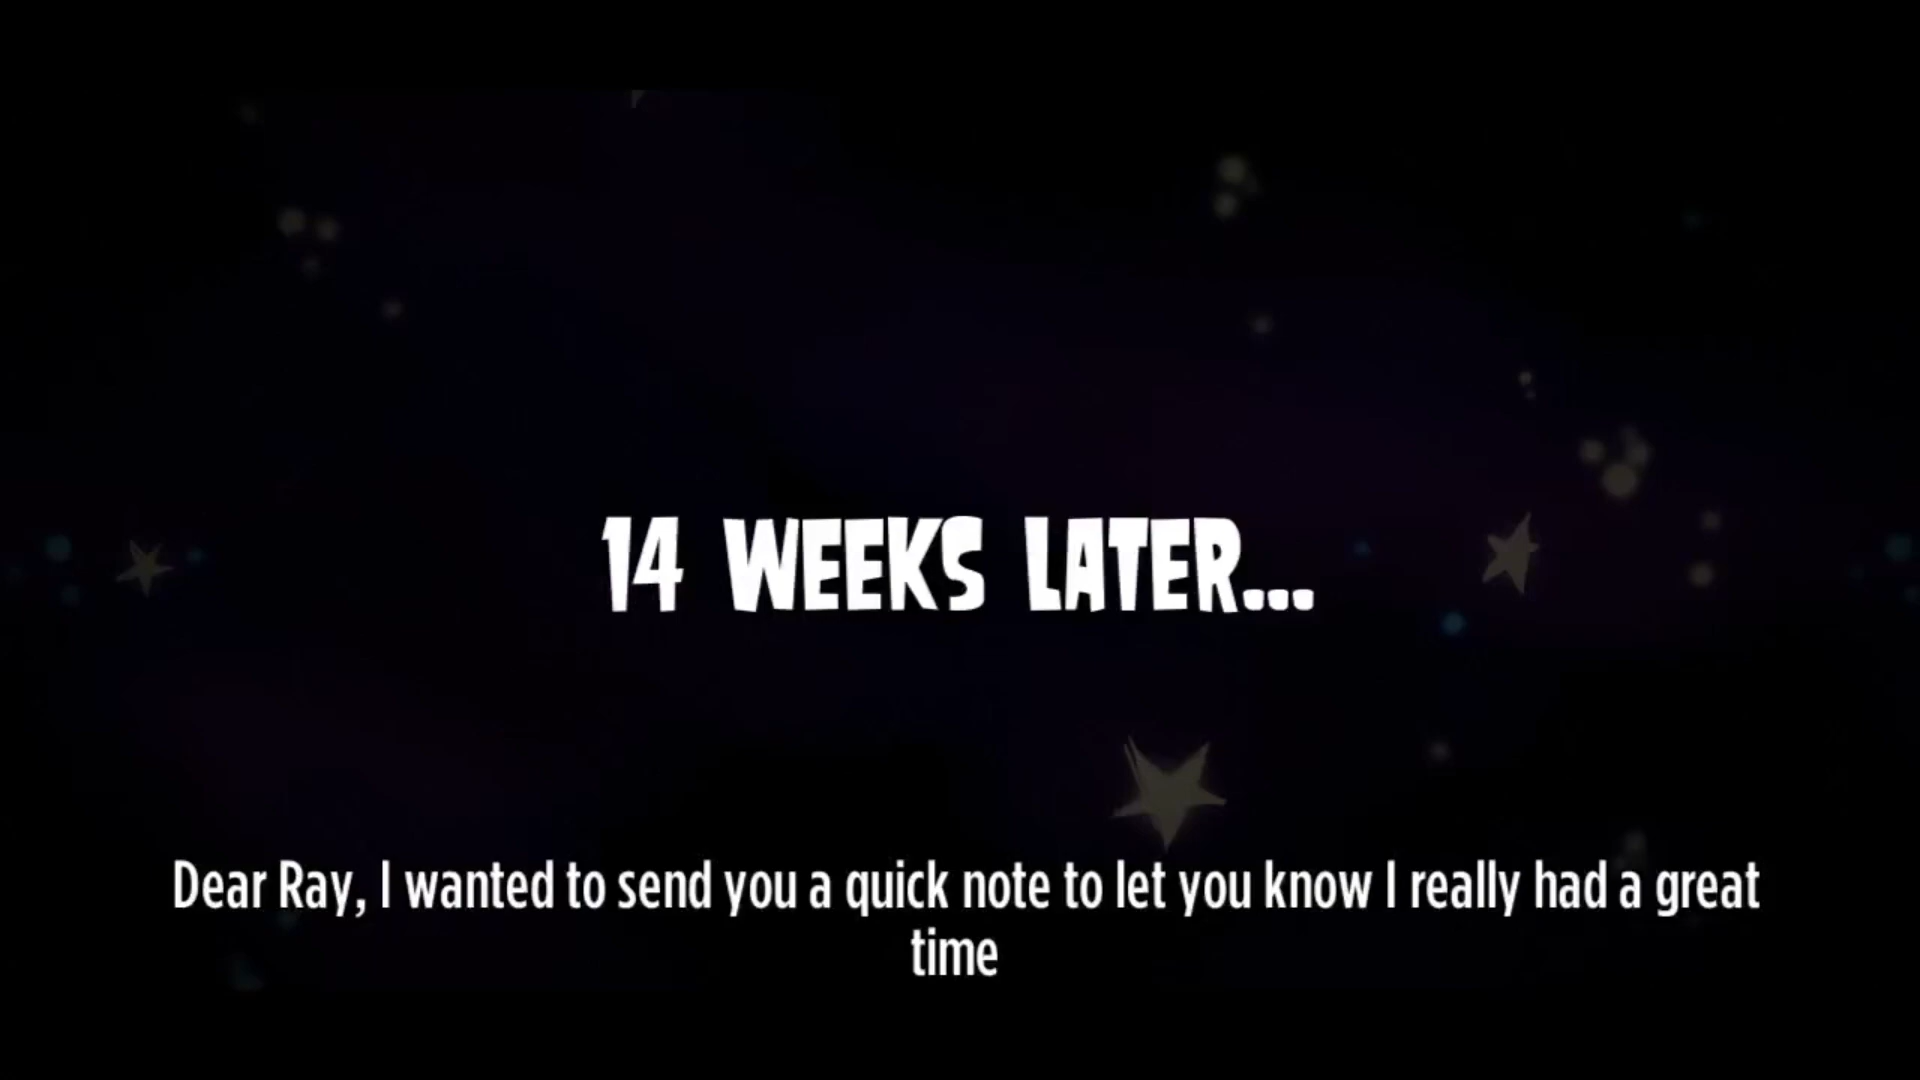 14 WEEKS LATER...
Dear Ray, I wanted to send you a quick note to let you know I really had a great
time